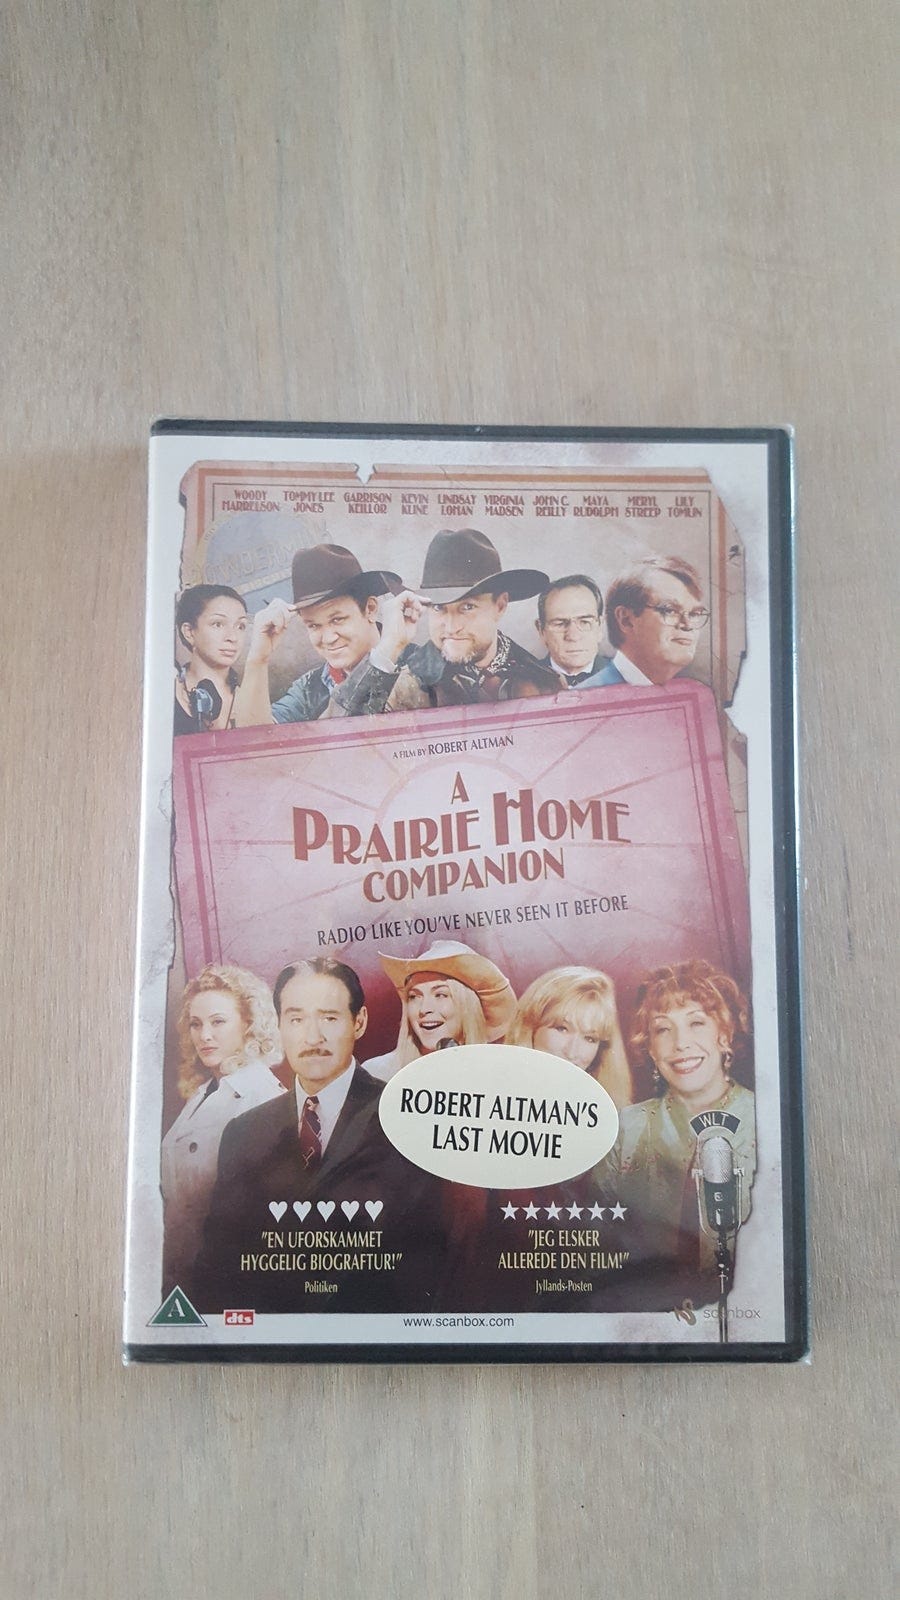 WOODY HARRELSON
TOMMY LEE JONES
GARRISON KEILLOR
KEVIN KLINE
LINDSAY LOHAN
VIRGINIA MADSEN
JOHN C. REILLY
MAYA RUDOLPH
MERYL STREEP
LILY TOMLIN
A FILM BY ROBERT ALTMAN
A
PRAIRIE HOME
COMPANION
RADIO LIKE YOU'VE NEVER SEEN IT BEFORE
ROBERT ALTMAN'S
LAST MOVIE
WLT
"EN UFORSKAMMET
HYGGELIG BIOGRAFTUR!"
Politiken
"JEG ELSKER
ALLEREDE DEN FILM!"
Jyllands-Posten
A
dts
www.scanbox.com
scanbox